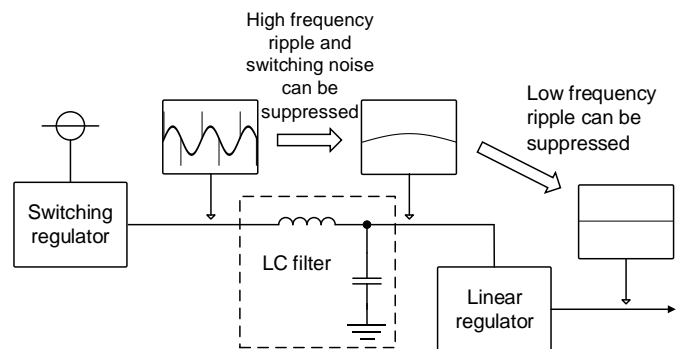 High frequency
ripple and
switching noise
can be
suppressed
Low frequency
ripple can be
suppressed
Switching
regulator
LC filter
Linear
regulator